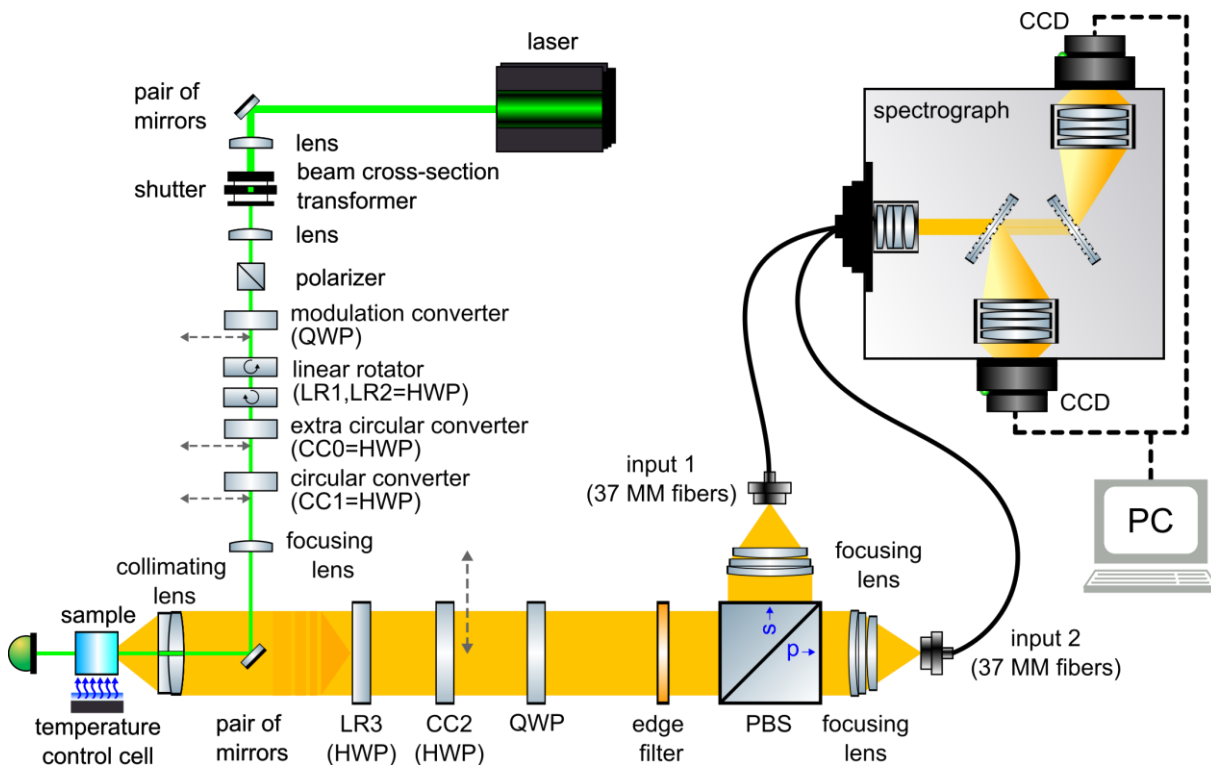 laser
pair of
mirrors
lens
beam cross-section
transformer
shutter
lens
polarizer
modulation converter
(QWP)
linear rotator
(LR1,LR2=HWP)
extra circular converter
(CC0=HWP)
circular converter
(CC1=HWP)
focusing
lens
collimating
lens
sample
temperature
control cell
pair of
mirrors
LR3
(HWP)
CC2
(HWP)
QWP
edge
filter
s
p
PBS
focusing
lens
focusing
lens
input 1
(37 MM fibers)
input 2
(37 MM fibers)
CCD
spectrograph
CCD
PC